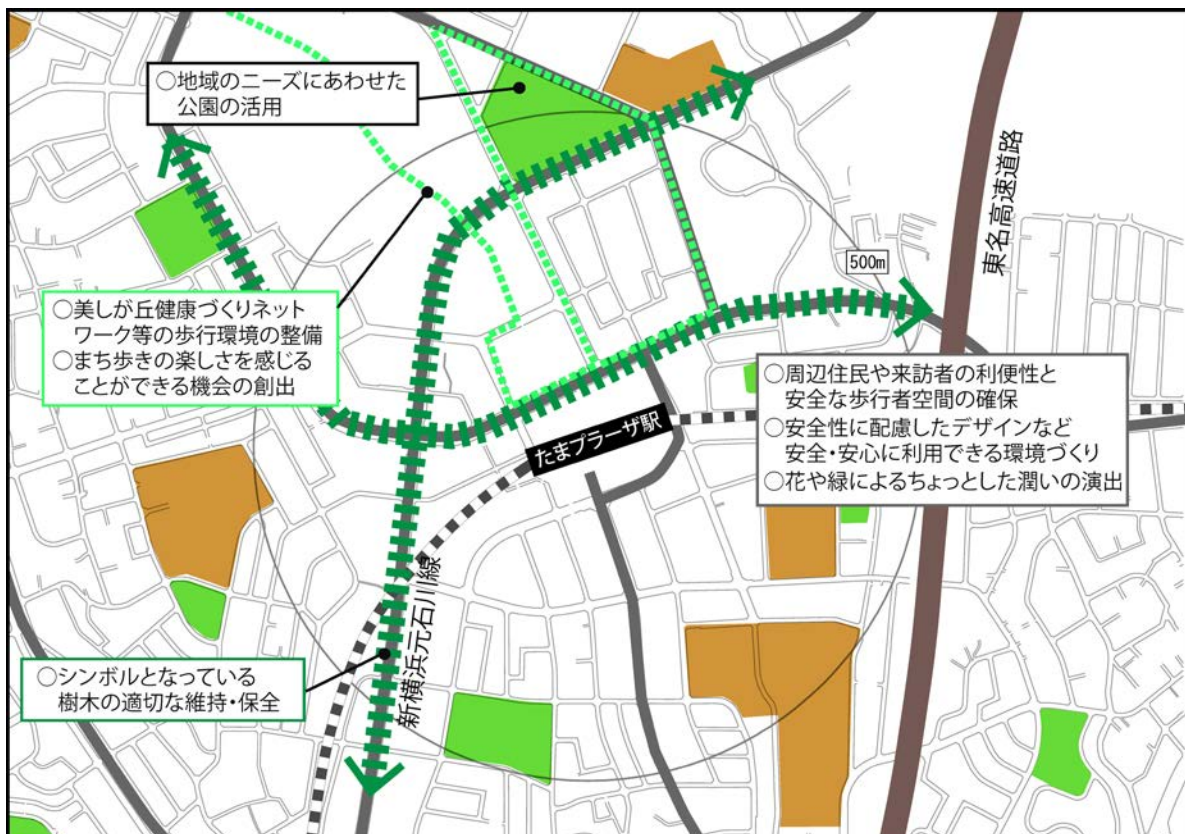 ○地域のニーズにあわせた
公園の活用
東名高速道路
500m
○美しが丘健康づくりネット
ワーク等の歩行環境の整備
○まち歩きの楽しさを感じる
ことができる機会の創出
○周辺住民や来訪者の利便性と
安全な歩行者空間の確保
○安全性に配慮したデザインなど
安全・安心に利用できる環境づくり
○花や緑によるちょっとした潤いの演出
たまプラーザ駅
新横浜元石川線
○シンボルとなっている
樹木の適切な維持・保全